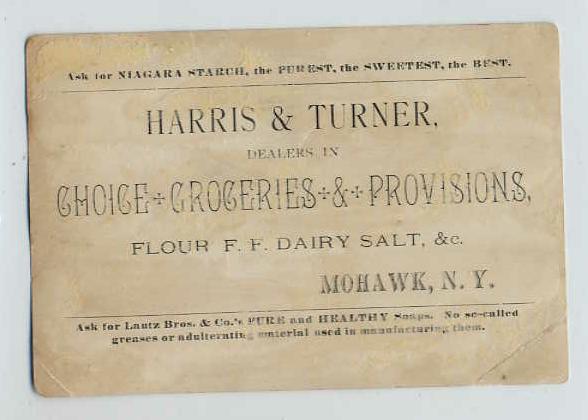 Ask for NIAGARA STARCH, the PUREST, the SWEETEST, the BEST.
HARRIS & TURNER,
DEALERS IN
CHOICE ✢ GROCERIES ✢ & ✢ PROVISIONS,
FLOUR F. F. DAIRY SALT, &c.
MOHAWK, N. Y.
Ask for Lautz Bros. & Co.'s PURE and HEALTHY Soaps. No so-called
greases or adulterating material used in manufacturing them.